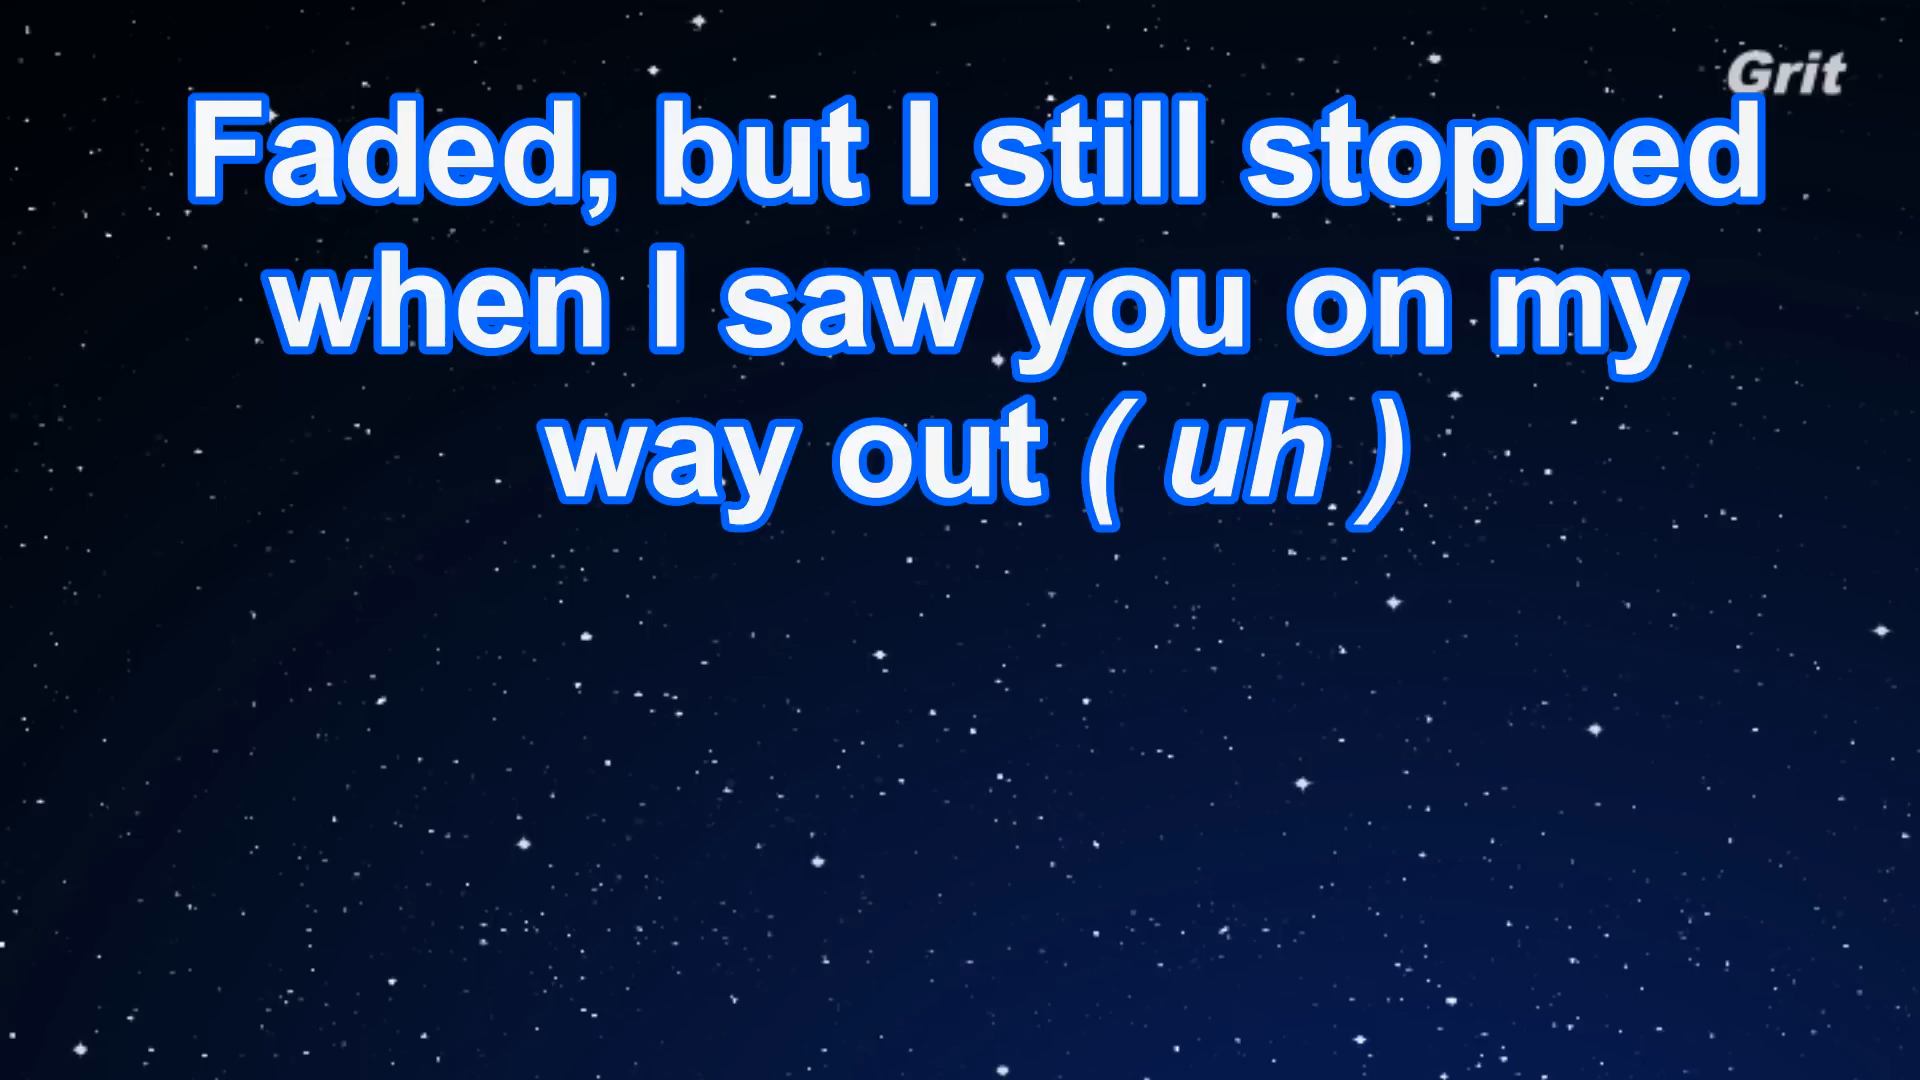 Grit
Faded, but I still stopped
when I saw you on my
way out ( uh )